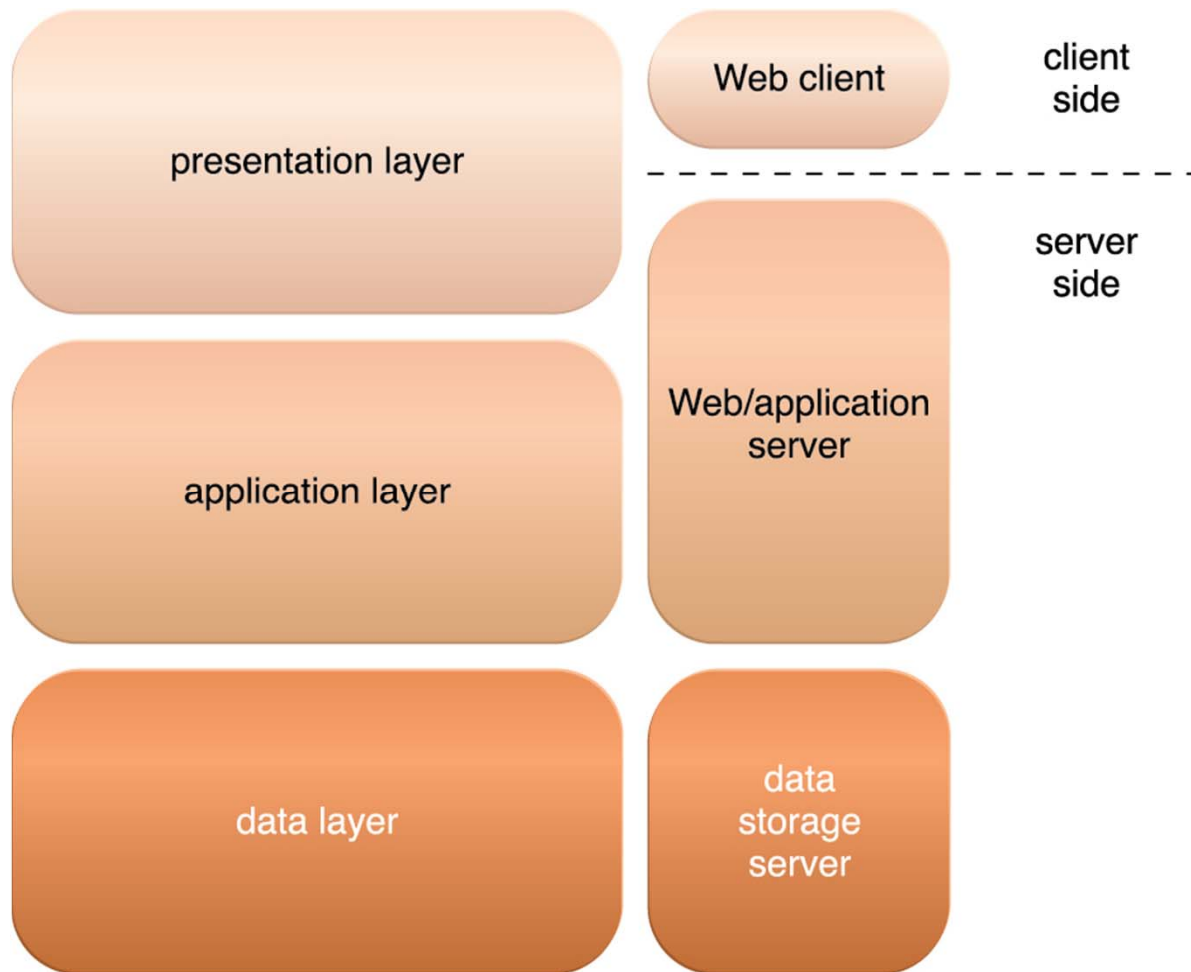 presentation layer
application layer
data layer
Web client
Web/application
server
data
storage
server
client
side
server
side